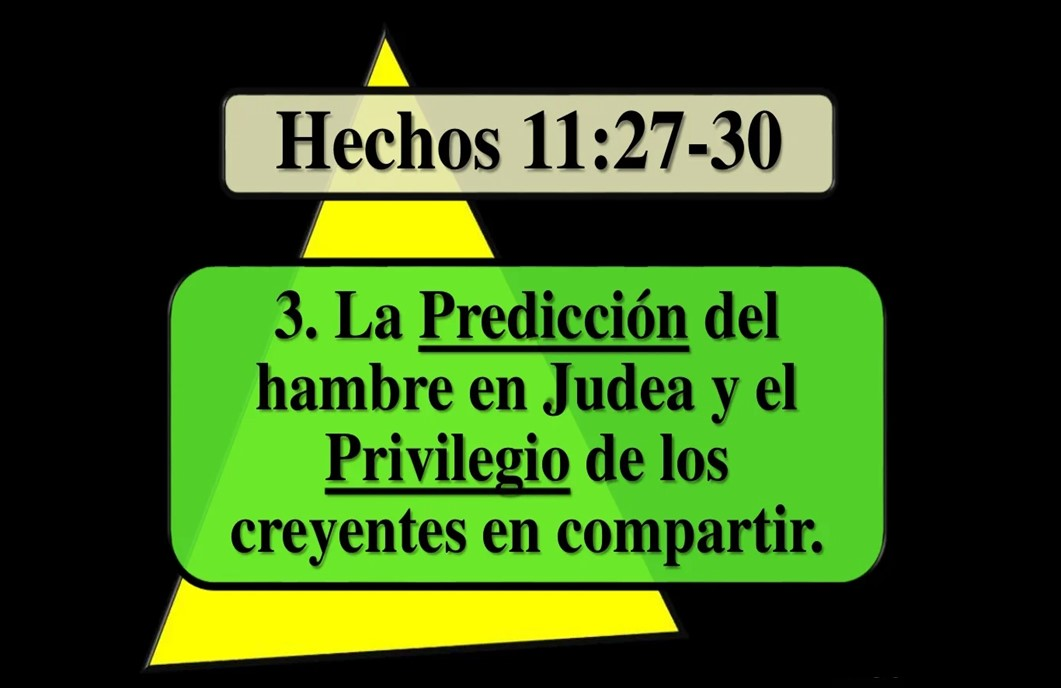 Hechos 11:27-30
3. La Predicción del
hambre en Judea y el
Privilegio de los
creyentes en compartir.